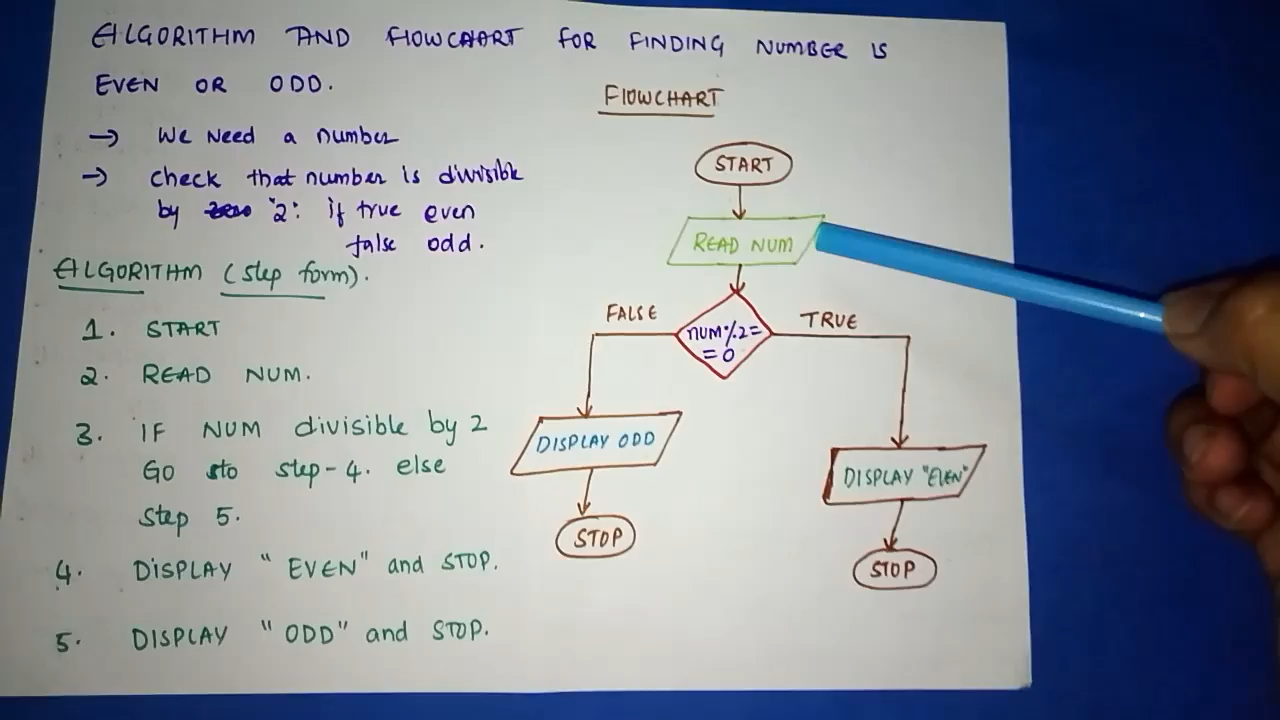 ALGORITHM AND FLOWCHART FOR FINDING NUMBER IS
EVEN OR ODD.
→ We Need a number
→ check that number is divisible
by zero "2": if true even
false odd.
ALGORITHM (step form).
1. START
2. READ NUM.
3. IF NUM divisible by 2
Go to step-4. else
step 5.
4. DISPLAY "EVEN" and STOP.
5. DISPLAY "ODD" and STOP.
FLOWCHART
START
READ NUM
FALSE
TRUE
num%2=
=0
DISPLAY ODD
DISPLAY "EVEN"
STOP
STOP